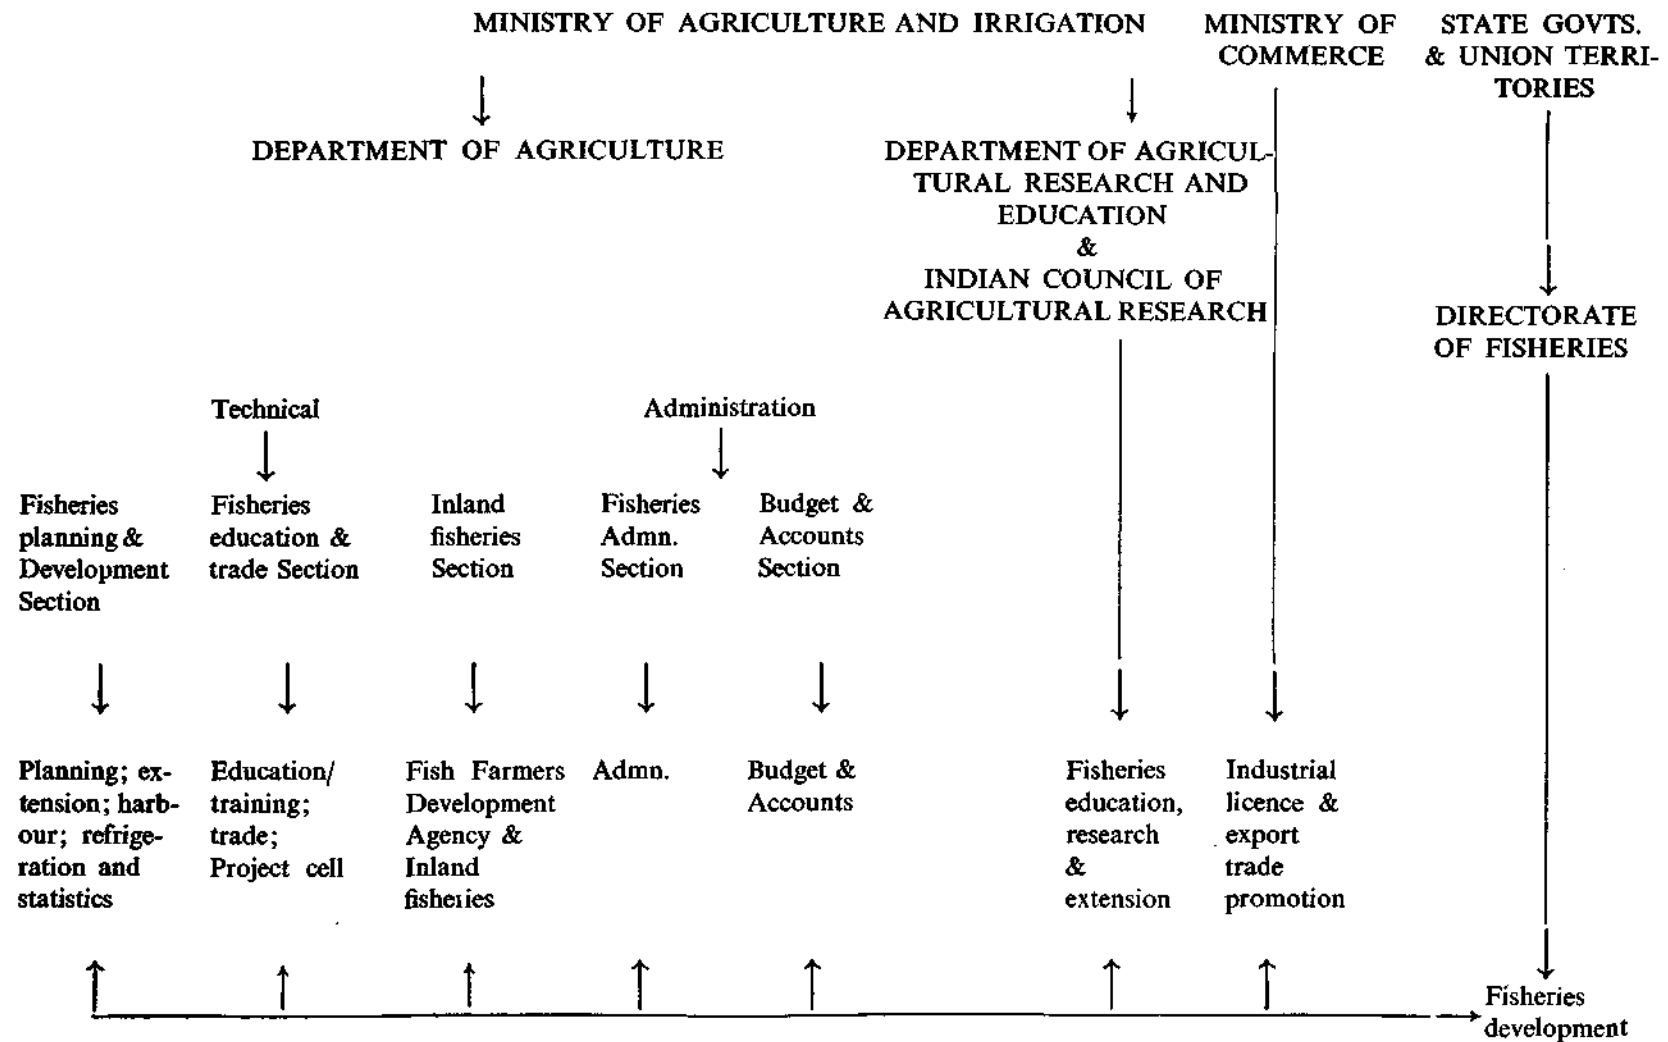 MINISTRY OF AGRICULTURE AND IRRIGATION
MINISTRY OF
COMMERCE
STATE GOVTS.
& UNION TERRI-
TORIES
DEPARTMENT OF AGRICULTURE
DEPARTMENT OF AGRICUL-
TURAL RESEARCH AND
EDUCATION
&
INDIAN COUNCIL OF
AGRICULTURAL RESEARCH
DIRECTORATE
OF FISHERIES
Technical
Administration
Fisheries
planning &
Development
Section
Fisheries
education &
trade Section
Inland
fisheries
Section
Fisheries
Admn.
Section
Budget &
Accounts
Section
Planning; ex-
tension; harb-
our; refrige-
ration and
statistics
Education/
training;
trade;
Project cell
Fish Farmers
Development
Agency &
Inland
fisheries
Admn.
Budget &
Accounts
Fisheries
education,
research
&
extension
Industrial
licence &
export
trade
promotion
Fisheries
development